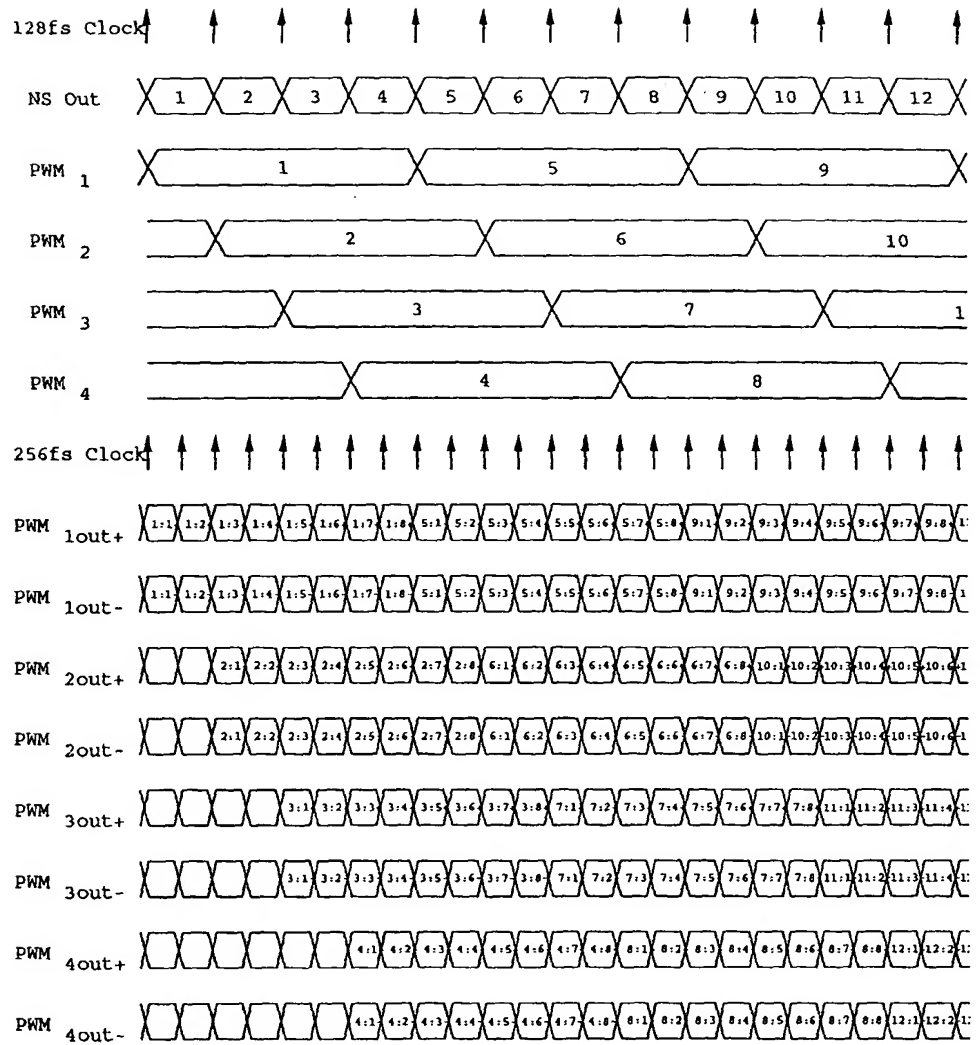 128fs Clock
NS Out 1 2 3 4 5 6 7 8 9 10 11 12
PWM 1 1 5 9
PWM 2 2 6 10
PWM 3 3 7 1
PWM 4 4 8
256fs Clock
PWM 1out+ 1:1 1:2 1:3 1:4 1:5 1:6 1:7 1:8 5:1 5:2 5:3 5:4 5:5 5:6 5:7 5:8 9:1 9:2 9:3 9:4 9:5 9:6 9:7 9:8
PWM 1out- 1:1 1:2 1:3 1:4 1:5 1:6 1:7 1:8 5:1 5:2 5:3 5:4 5:5 5:6 5:7 5:8 9:1 9:2 9:3 9:4 9:5 9:6 9:7 9:8
PWM 2out+ 2:1 2:2 2:3 2:4 2:5 2:6 2:7 2:8 6:1 6:2 6:3 6:4 6:5 6:6 6:7 6:8 10:1 10:2 10:3 10:4 10:5 10:6
PWM 2out- 2:1 2:2 2:3 2:4 2:5 2:6 2:7 2:8 6:1 6:2 6:3 6:4 6:5 6:6 6:7 6:8 10:1 10:2 10:3 10:4 10:5 10:6
PWM 3out+ 3:1 3:2 3:3 3:4 3:5 3:6 3:7 3:8 7:1 7:2 7:3 7:4 7:5 7:6 7:7 7:8 11:1 11:2 11:3 11:4
PWM 3out- 3:1 3:2 3:3 3:4 3:5 3:6 3:7 3:8 7:1 7:2 7:3 7:4 7:5 7:6 7:7 7:8 11:1 11:2 11:3 11:4
PWM 4out+ 4:1 4:2 4:3 4:4 4:5 4:6 4:7 4:8 8:1 8:2 8:3 8:4 8:5 8:6 8:7 8:8 12:1 12:2
PWM 4out- 4:1 4:2 4:3 4:4 4:5 4:6 4:7 4:8 8:1 8:2 8:3 8:4 8:5 8:6 8:7 8:8 12:1 12:2